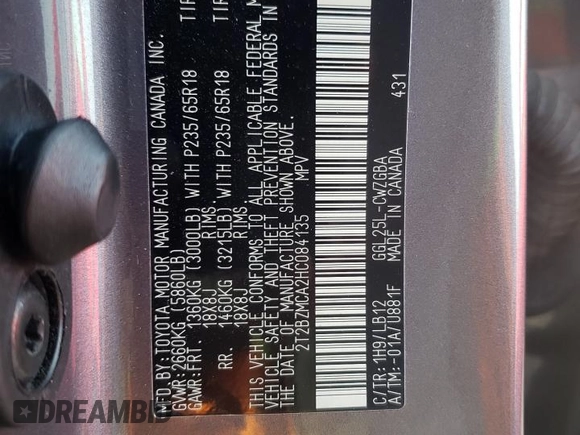 MFD.BY:TOYOTA MOTOR MANUFACTURING CANADA INC.
GVWR:2660KG (5860LB)
GAWR:FRT. 1360KG (3000LB) WITH P235/65R18 TIR
18X8J RIMS.
RR. 1460KG (3215LB) WITH P235/65R18 TIR
18X8J RIMS.
THIS VEHICLE CONFORMS TO ALL APPLICABLE FEDERAL M
VEHICLE SAFETY AND THEFT PREVENTION STANDARDS IN
THE DATE OF MANUFACTURE SHOWN ABOVE.
2T2BZMCA2HC084135 MPV
C/TR:1H9/LB12 GGL25L-CWZGBA 431
A/TM:-01A/U881F MADE IN CANADA
DREAMBID